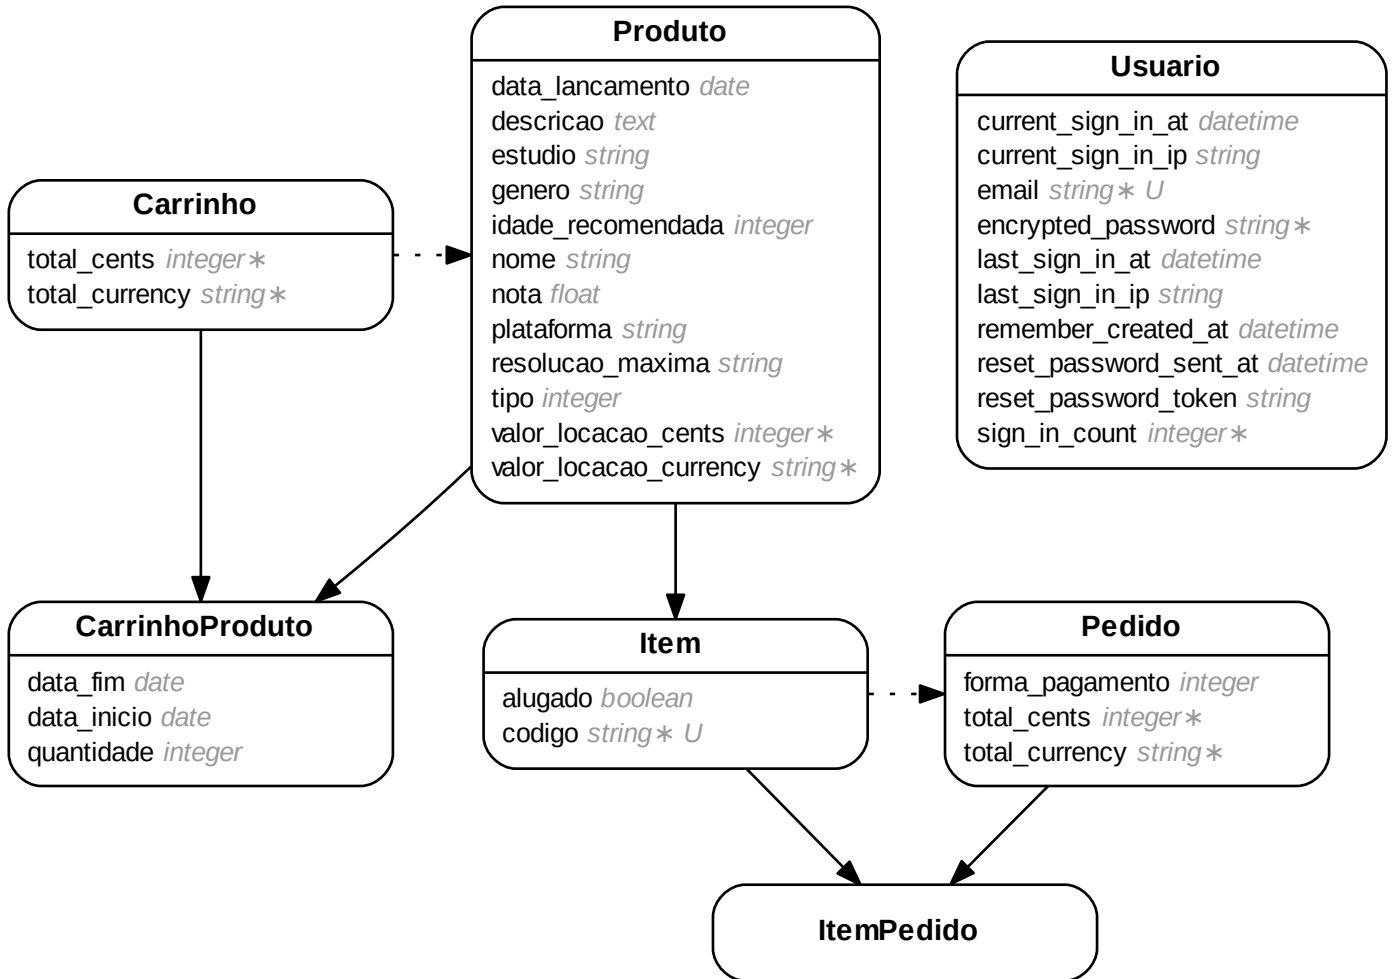 Produto
data_lancamento date
descricao text
estudio string
genero string
idade_recomendada integer
nome string
nota float
plataforma string
resolucao_maxima string
tipo integer
valor_locacao_cents integer∗
valor_locacao_currency string∗
Usuario
current_sign_in_at datetime
current_sign_in_ip string
email string∗ U
encrypted_password string∗
last_sign_in_at datetime
last_sign_in_ip string
remember_created_at datetime
reset_password_sent_at datetime
reset_password_token string
sign_in_count integer∗
Carrinho
total_cents integer∗
total_currency string∗
CarrinhoProduto
data_fim date
data_inicio date
quantidade integer
Item
alugado boolean
codigo string∗ U
Pedido
forma_pagamento integer
total_cents integer∗
total_currency string∗
ItemPedido